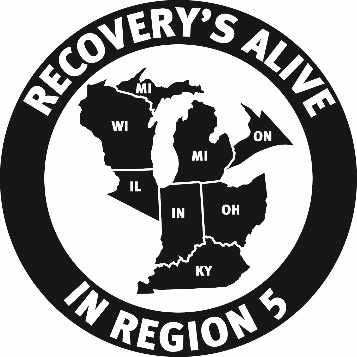 RECOVERY'S ALIVE
MI
WI
MI
ON
IL
IN
OH
KY
IN REGION 5